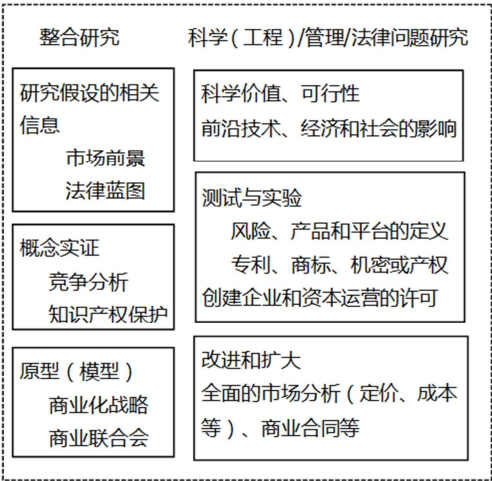 整合研究
科学（工程）/管理/法律问题研究
研究假设的相关
信息
市场前景
法律蓝图
科学价值、可行性
前沿技术、经济和社会的影响
概念实证
竞争分析
知识产权保护
测试与实验
风险、产品和平台的定义
专利、商标、机密或产权
创建企业和资本运营的许可
原型（模型）
商业化战略
商业联合会
改进和扩大
全面的市场分析（定价、成本
等）、商业合同等